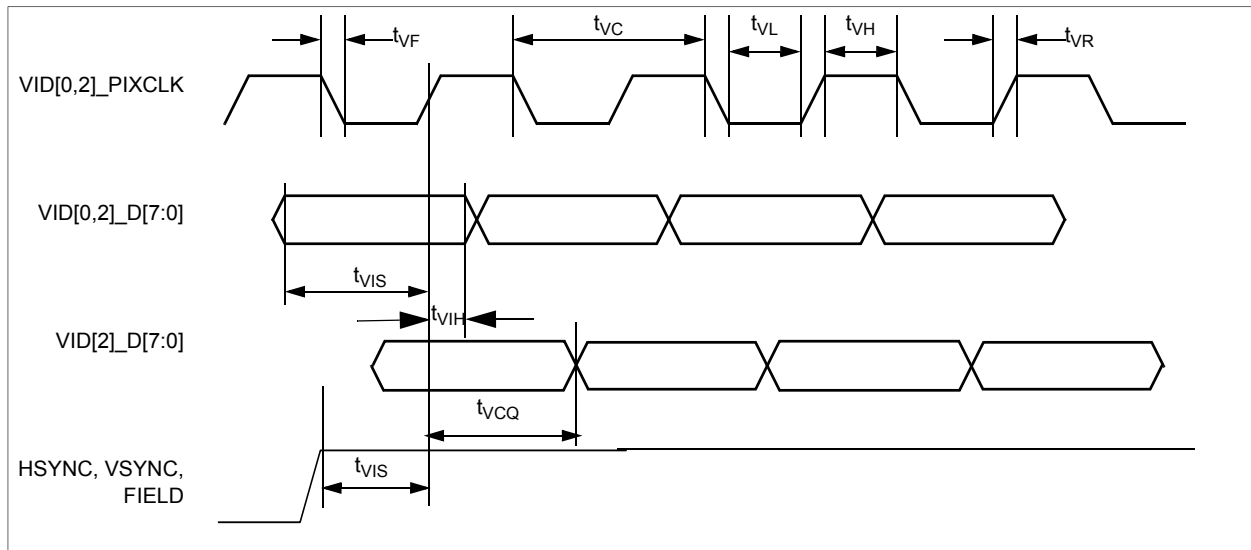 tVF
tVC
tVL
tVH
tVR
VID[0,2]_PIXCLK
VID[0,2]_D[7:0]
tVIS
tVIH
VID[2]_D[7:0]
tVCQ
HSYNC, VSYNC,
FIELD
tVIS